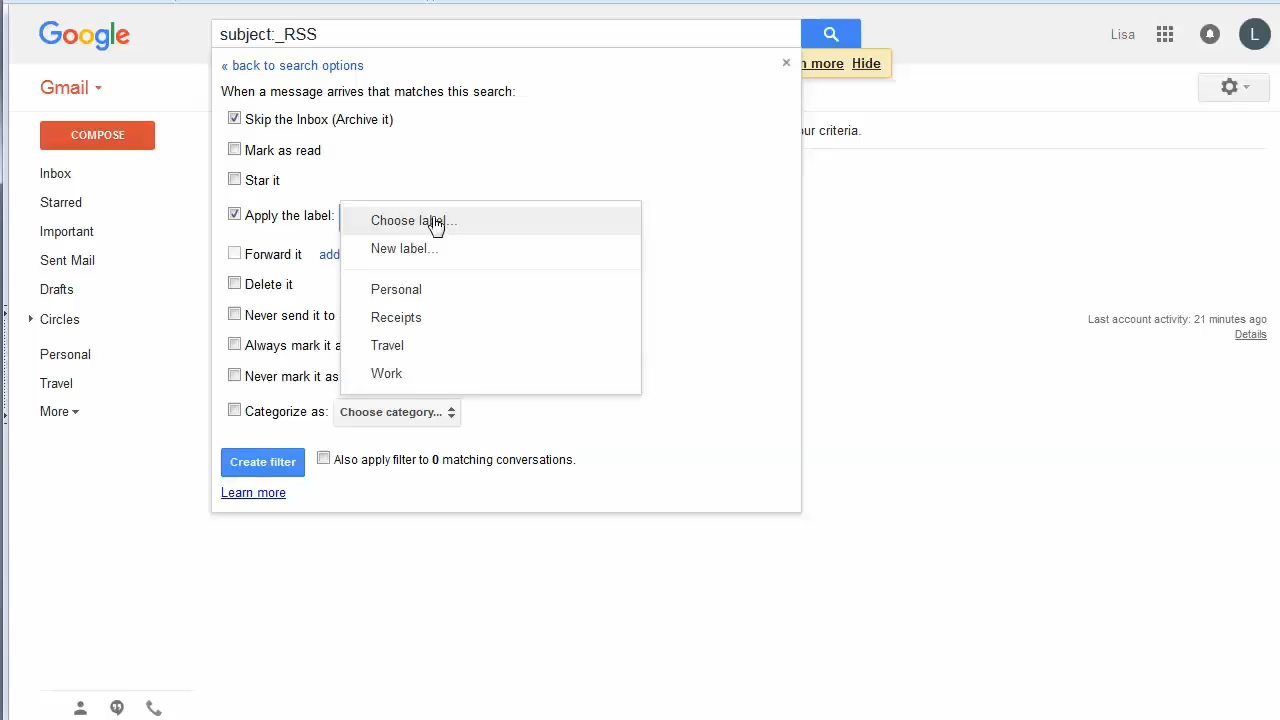 Google
subject:_RSS
Lisa
L
« back to search options
more Hide
Gmail
When a message arrives that matches this search:
Skip the Inbox (Archive it)
COMPOSE
our criteria.
Mark as read
Inbox
Star it
Starred
Apply the label:
Choose label...
Important
New label...
Forward it add
Sent Mail
Delete it
Personal
Drafts
Never send it to
Receipts
Circles
Last account activity: 21 minutes ago
Details
Always mark it a
Travel
Personal
Never mark it as
Work
Travel
Categorize as: Choose category...
More
Create filter
Also apply filter to 0 matching conversations.
Learn more